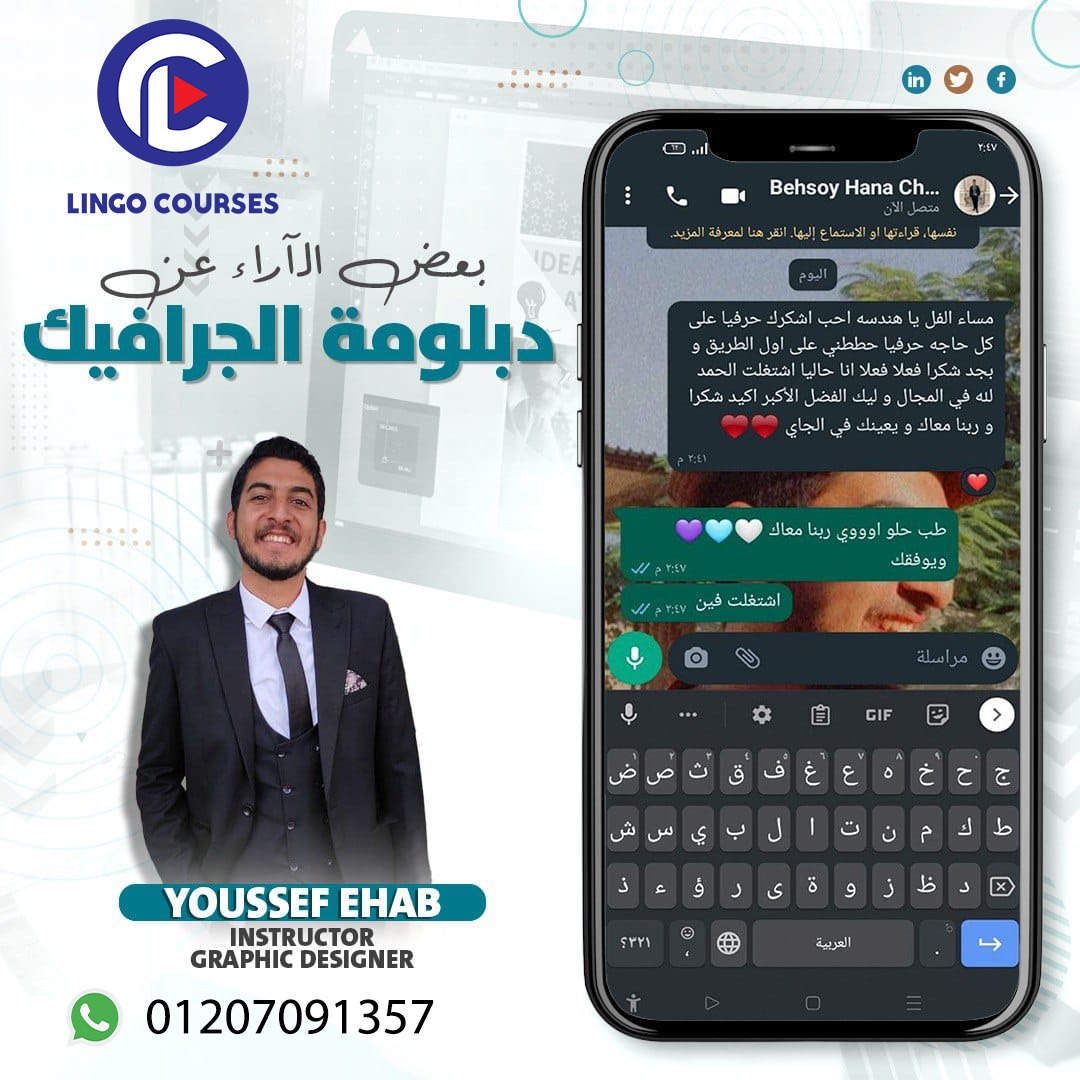 LINGO COURSES
بعض الآراء عن
دبلومة الجرافيك
YOUSSEF EHAB
INSTRUCTOR
GRAPHIC DESIGNER
01207091357
٢:٤٧
Behsoy Hana Ch...
متصل الآن
نفسها، قراءتها او الاستماع إليها. انقر هنا لمعرفة المزيد.
اليوم
مساء الفل يا هندسه احب اشكرك حرفيا على
كل حاجه حرفيا حططني على اول الطريق و
بجد شكرا فعلا فعلا انا حاليا اشتغلت الحمد
لله في المجال و ليك الفضل الأكبر اكيد شكرا
و ربنا معاك و يعينك في الجاي ❤️❤️
٢:٤١ م
❤️
طب حلو اوووي ربنا معاك 🤍🩵💜
ويوفقك
٢:٤٧ م
اشتغلت فين
٢:٤٧ م
مراسلة
GIF
ض ص ث ق ف غ ع ه خ ح ج
ش س ي ب ل ا ت ن م ك ط
ذ ء ؤ ر ى ة و ز ظ د
؟٣٢١
العربية